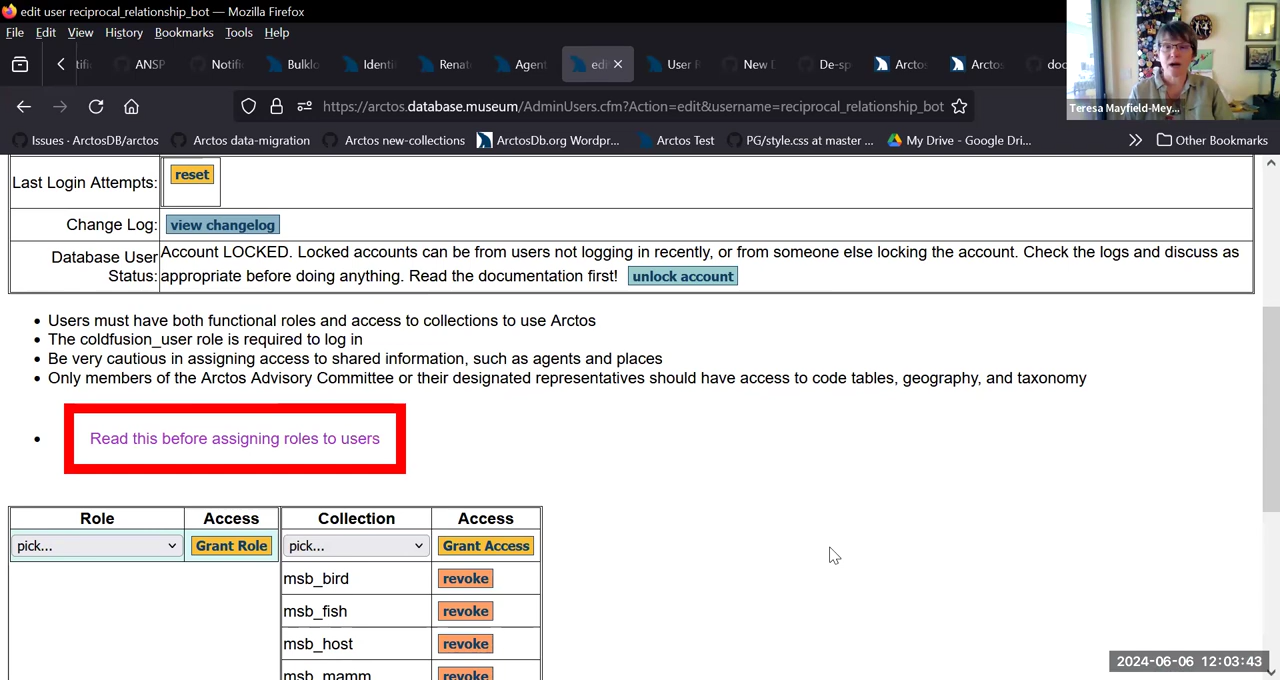 edit user reciprocal_relationship_bot — Mozilla Firefox
File Edit View History Bookmarks Tools Help
ANSP
Notifi
Bulklo
Identi
Renat
Agent
edi
User R
New D
De-sp
Arctos
Arctos
doc
https://arctos.database.museum/AdminUsers.cfm?Action=edit&username=reciprocal_relationship_bot
Teresa Mayfield-Mey...
Issues · ArctosDB/arctos
Arctos data-migration
Arctos new-collections
ArctosDb.org Wordpr...
Arctos Test
PG/style.css at master ...
My Drive - Google Dri...
Other Bookmarks
Last Login Attempts:
reset
Change Log:
view changelog
Database User
Status:
Account LOCKED. Locked accounts can be from users not logging in recently, or from someone else locking the account. Check the logs and discuss as
appropriate before doing anything. Read the documentation first! unlock account
• Users must have both functional roles and access to collections to use Arctos
• The coldfusion_user role is required to log in
• Be very cautious in assigning access to shared information, such as agents and places
• Only members of the Arctos Advisory Committee or their designated representatives should have access to code tables, geography, and taxonomy
• Read this before assigning roles to users
Role Access Collection Access
pick... Grant Role pick... Grant Access
msb_bird revoke
msb_fish revoke
msb_host revoke
msb_mamm revoke
2024-06-06 12:03:43